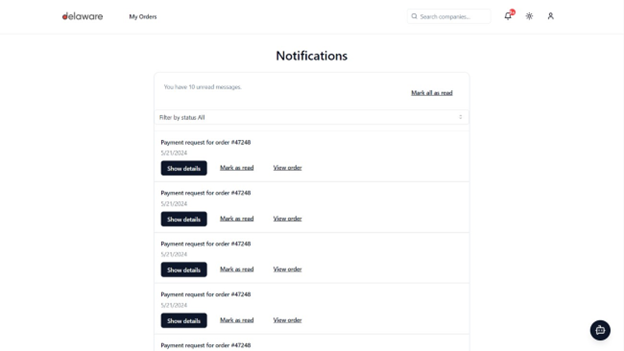 delaware
My Orders
Search companies...
Notifications
You have 10 unread messages.
Mark all as read
Filter by status All
Payment request for order #47248
5/21/2024
Show details
Mark as read
View order
Payment request for order #47248
5/21/2024
Show details
Mark as read
View order
Payment request for order #47248
5/21/2024
Show details
Mark as read
View order
Payment request for order #47248
5/21/2024
Show details
Mark as read
View order
Payment request for order #47248